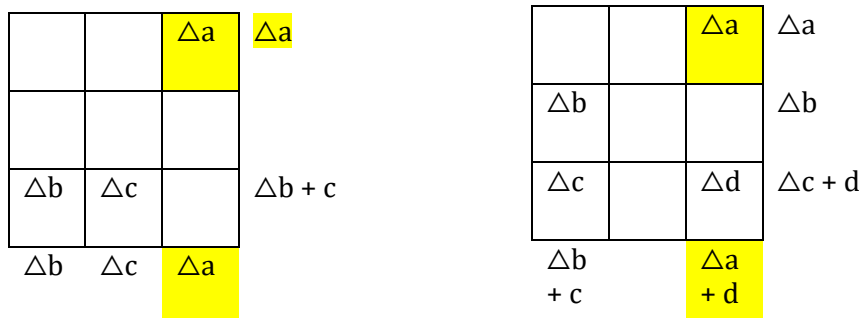 △a △a
△b △c △b + c
△b △c △a
△a △a
△b △b
△c △d △c + d
△b △a
+ c + d